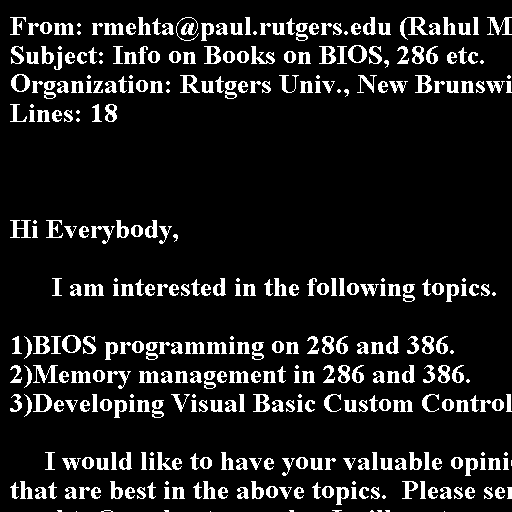 From: rmehta@paul.rutgers.edu (Rahul M
Subject: Info on Books on BIOS, 286 etc.
Organization: Rutgers Univ., New Brunswi
Lines: 18
Hi Everybody,
I am interested in the following topics.
1)BIOS programming on 286 and 386.
2)Memory management in 286 and 386.
3)Developing Visual Basic Custom Control
I would like to have your valuable opini
that are best in the above topics. Please se